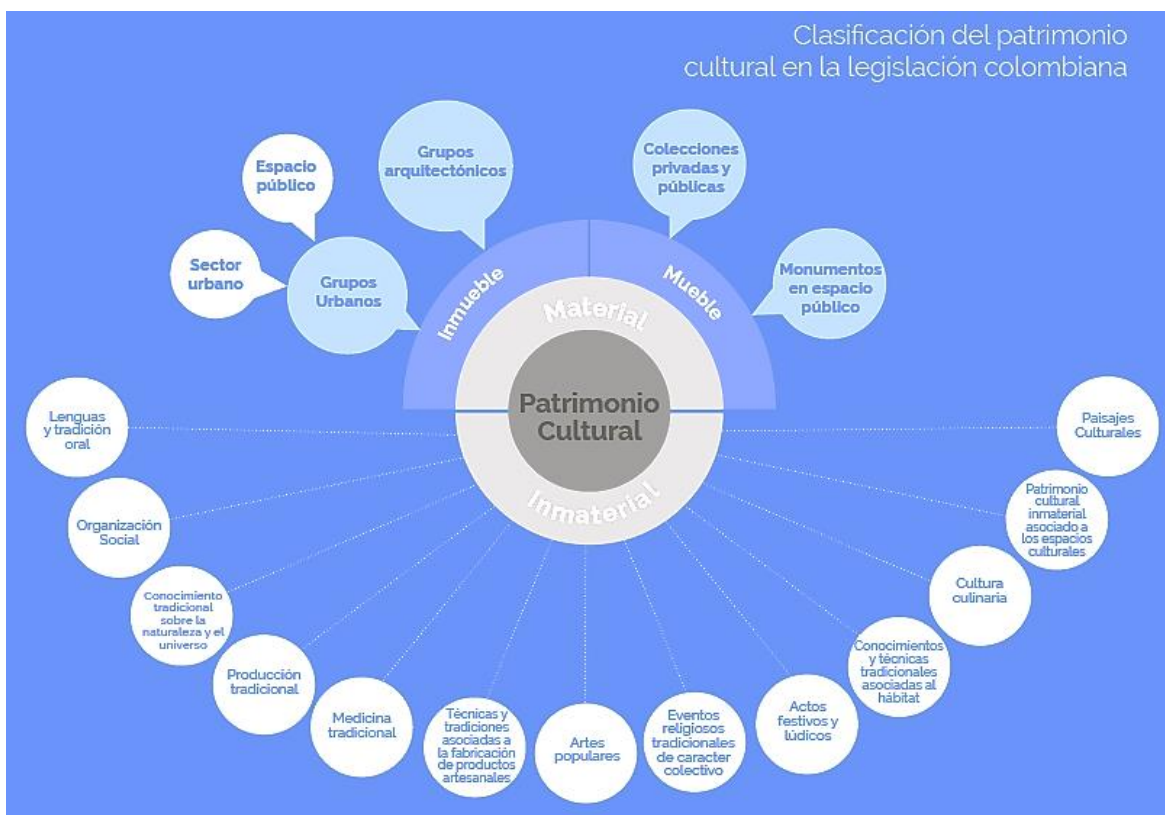 Clasificación del patrimonio
cultural en la legislación colombiana
Espacio
público
Grupos
arquitectónicos
Colecciones
privadas y
públicas
Sector
urbano
Grupos
Urbanos
Monumentos
en espacio
público
Inmueble
Mueble
Material
Patrimonio
Cultural
Inmaterial
Lenguas
y tradición
oral
Organización
Social
Conocimiento
tradicional
sobre la
naturaleza y el
universo
Producción
tradicional
Medicina
tradicional
Técnicas y
tradiciones
asociadas a
la fabricación
de productos
artesanales
Artes
populares
Eventos
religiosos
tradicionales
de caracter
colectivo
Actos
festivos y
lúdicos
Conocimientos
y técnicas
tradicionales
asociadas al
hábitat
Cultura
culinaria
Patrimonio
cultural
inmaterial
asociado a
los espacios
culturales
Paisajes
Culturales